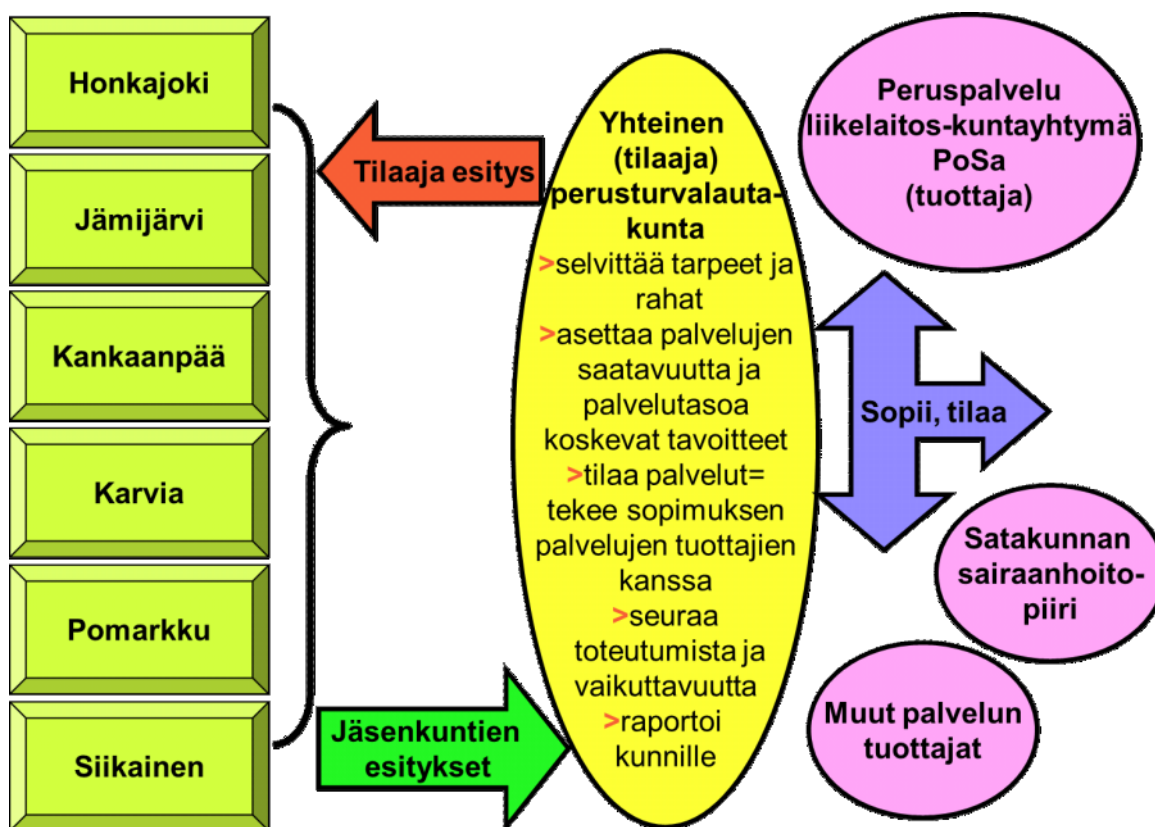 Honkajoki
Jämijärvi
Kankaanpää
Karvia
Pomarkku
Siikainen
Tilaaja esitys
Jäsenkuntien
esitykset
Yhteinen
(tilaaja)
perusturvalauta-
kunta
>selvittää tarpeet ja
rahat
>asettaa palvelujen
saatavuutta ja
palvelutasoa
koskevat tavoitteet
>tilaa palvelut=
tekee sopimuksen
palvelujen tuottajien
kanssa
>seuraa
toteutumista ja
vaikuttavuutta
>raportoi
kunnille
Peruspalvelu
liikelaitos-kuntayhtymä
PoSa
(tuottaja)
Sopii, tilaa
Satakunnan
sairaanhoito-
piiri
Muut palvelun
tuottajat